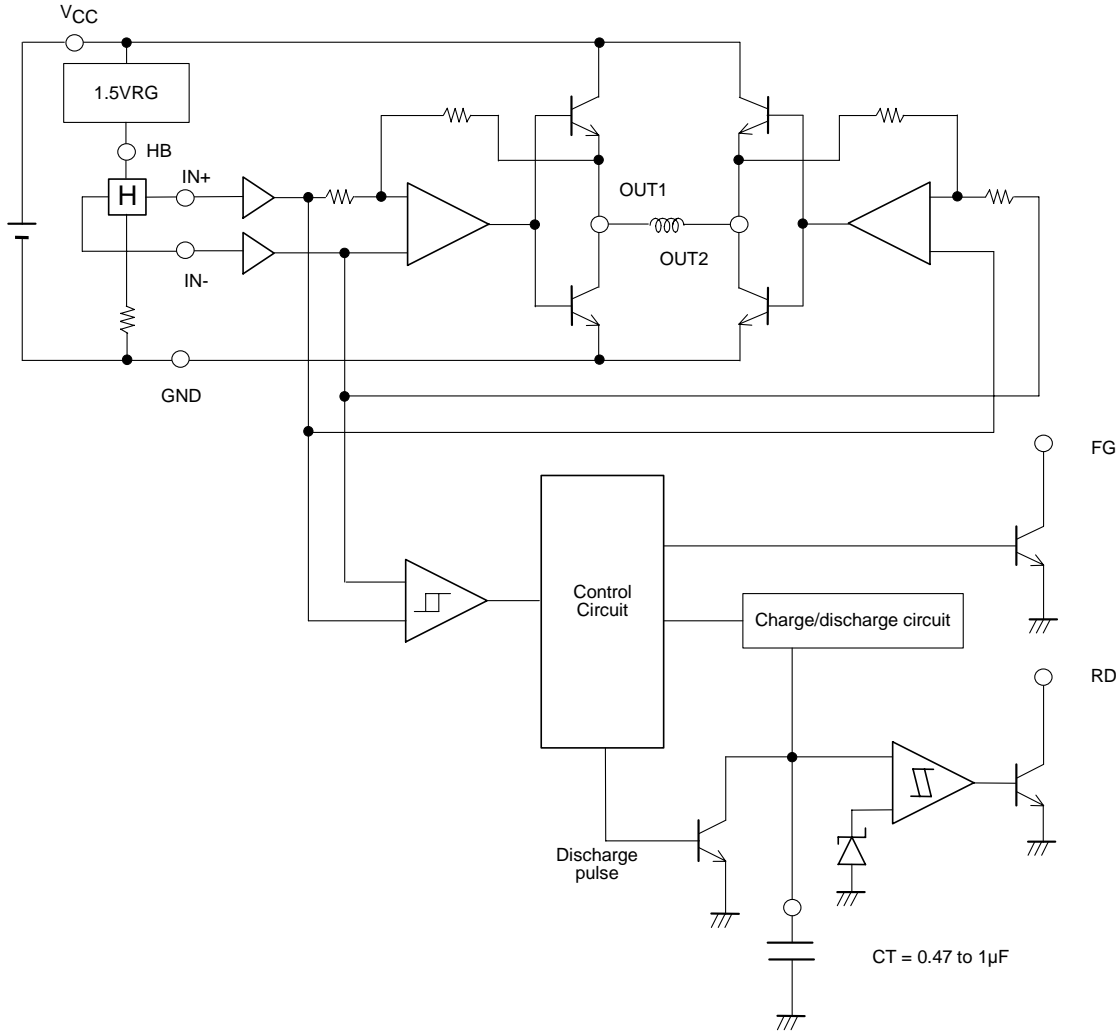 VCC
1.5VRG
HB
H
IN+
IN-
OUT1
OUT2
GND
FG
Control
Circuit
Charge/discharge circuit
RD
Discharge
pulse
CT = 0.47 to 1μF